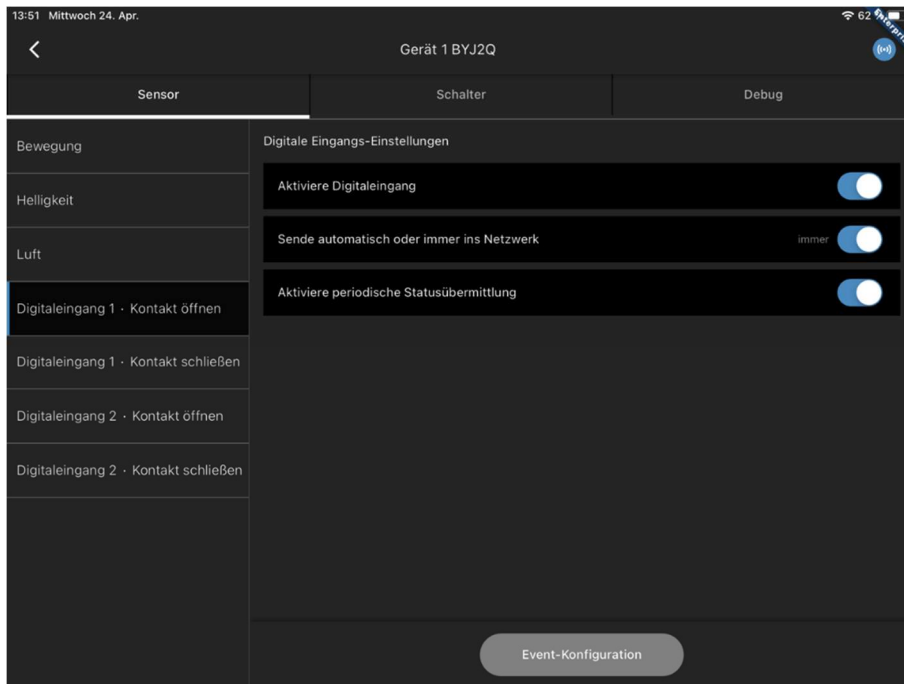 13:51 Mittwoch 24. Apr.
62 %
Enterpri
Gerät 1 BYJ2Q
Sensor
Schalter
Debug
Bewegung
Helligkeit
Luft
Digitaleingang 1 · Kontakt öffnen
Digitaleingang 1 · Kontakt schließen
Digitaleingang 2 · Kontakt öffnen
Digitaleingang 2 · Kontakt schließen
Digitale Eingangs-Einstellungen
Aktiviere Digitaleingang
Sende automatisch oder immer ins Netzwerk immer
Aktiviere periodische Statusübermittlung
Event-Konfiguration